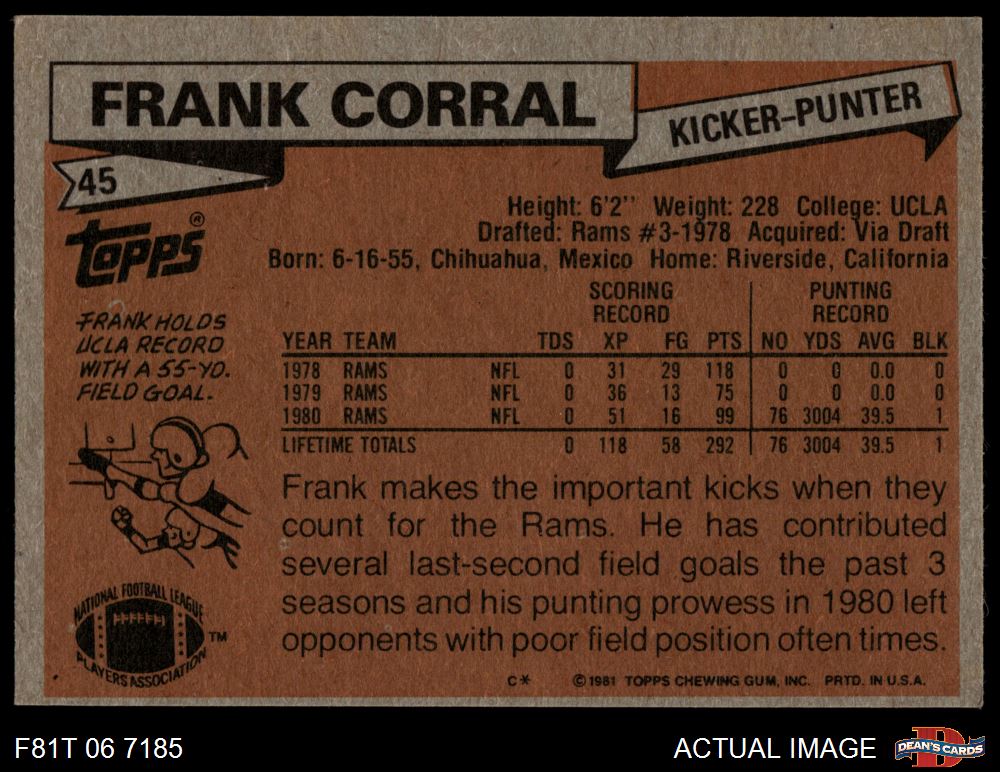 FRANK CORRAL
KICKER-PUNTER
45
TOPPS®
Height: 6'2" Weight: 228 College: UCLA
Drafted: Rams #3-1978 Acquired: Via Draft
Born: 6-16-55, Chihuahua, Mexico Home: Riverside, California
FRANK HOLDS
UCLA RECORD
WITH A 55-YD.
FIELD GOAL.
SCORING RECORD PUNTING RECORD
YEAR TEAM TDS XP FG PTS NO YDS AVG BLK
1978 RAMS NFL 0 31 29 118 0 0 0.0 0
1979 RAMS NFL 0 36 13 75 0 0 0.0 0
1980 RAMS NFL 0 51 16 99 76 3004 39.5 1
LIFETIME TOTALS 0 118 58 292 76 3004 39.5 1
Frank makes the important kicks when they
count for the Rams. He has contributed
several last-second field goals the past 3
seasons and his punting prowess in 1980 left
opponents with poor field position often times.
NATIONAL FOOTBALL LEAGUE
PLAYERS ASSOCIATION
TM
C* ©1981 TOPPS CHEWING GUM, INC. PRTD. IN U.S.A.
F81T 06 7185
ACTUAL IMAGE
D
DEAN'S CARDS